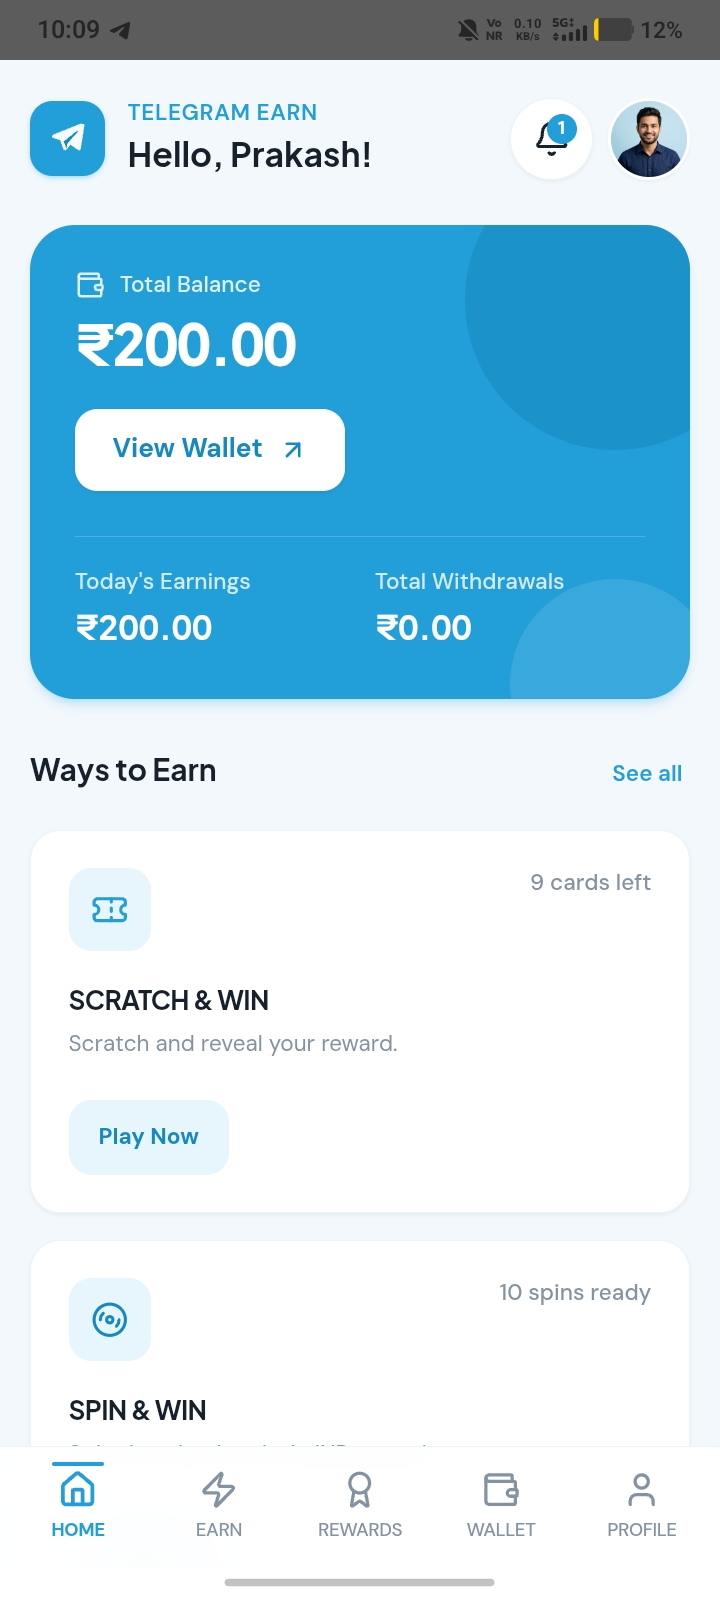 10:09
Vo NR 0.10 KB/s 5G 12%
TELEGRAM EARN
Hello, Prakash!
1
Total Balance
₹200.00
View Wallet
Today's Earnings Total Withdrawals
₹200.00 ₹0.00
Ways to Earn See all
9 cards left
SCRATCH & WIN
Scratch and reveal your reward.
Play Now
10 spins ready
SPIN & WIN
HOME EARN REWARDS WALLET PROFILE